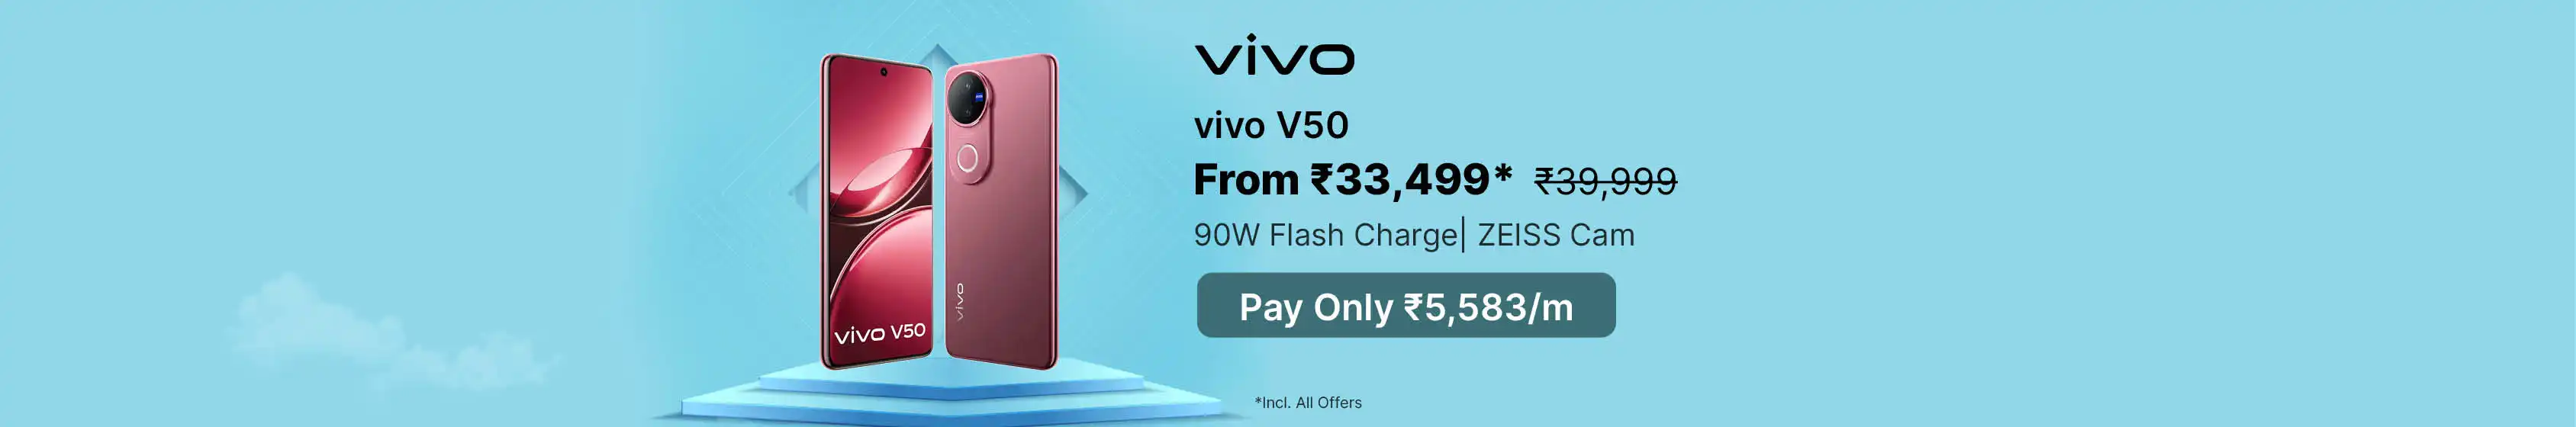 vivo V50
vivo
vivo
vivo V50
From ₹33,499* ₹39,999
90W Flash Charge| ZEISS Cam
Pay Only ₹5,583/m
*Incl. All Offers